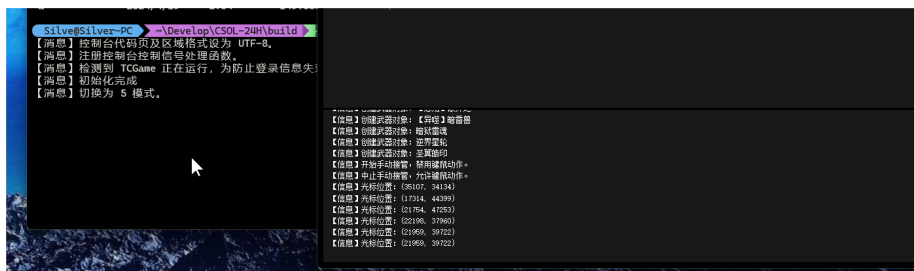 Silve@Silver-PC ~\Develop\CSOL-24H\build
【消息】控制台代码页及区域格式设为 UTF-8。
【消息】注册控制台控制信号处理函数。
【消息】检测到 TCGame 正在运行，为防止登录信息失
【消息】初始化完成
【消息】切换为 5 模式。
【信息】创建武器对象：【异噬】暗雷兽
【信息】创建武器对象：暗狱雷魂
【信息】创建武器对象：逆界星轮
【信息】创建武器对象：圣翼皓印
【信息】开始手动接管，禁用键鼠动作。
【信息】中止手动接管，允许键鼠动作。
【信息】光标位置：(35107, 34134)
【信息】光标位置：(17314, 44399)
【信息】光标位置：(21754, 47253)
【信息】光标位置：(22198, 37960)
【信息】光标位置：(21959, 39722)
【信息】光标位置：(21959, 39722)